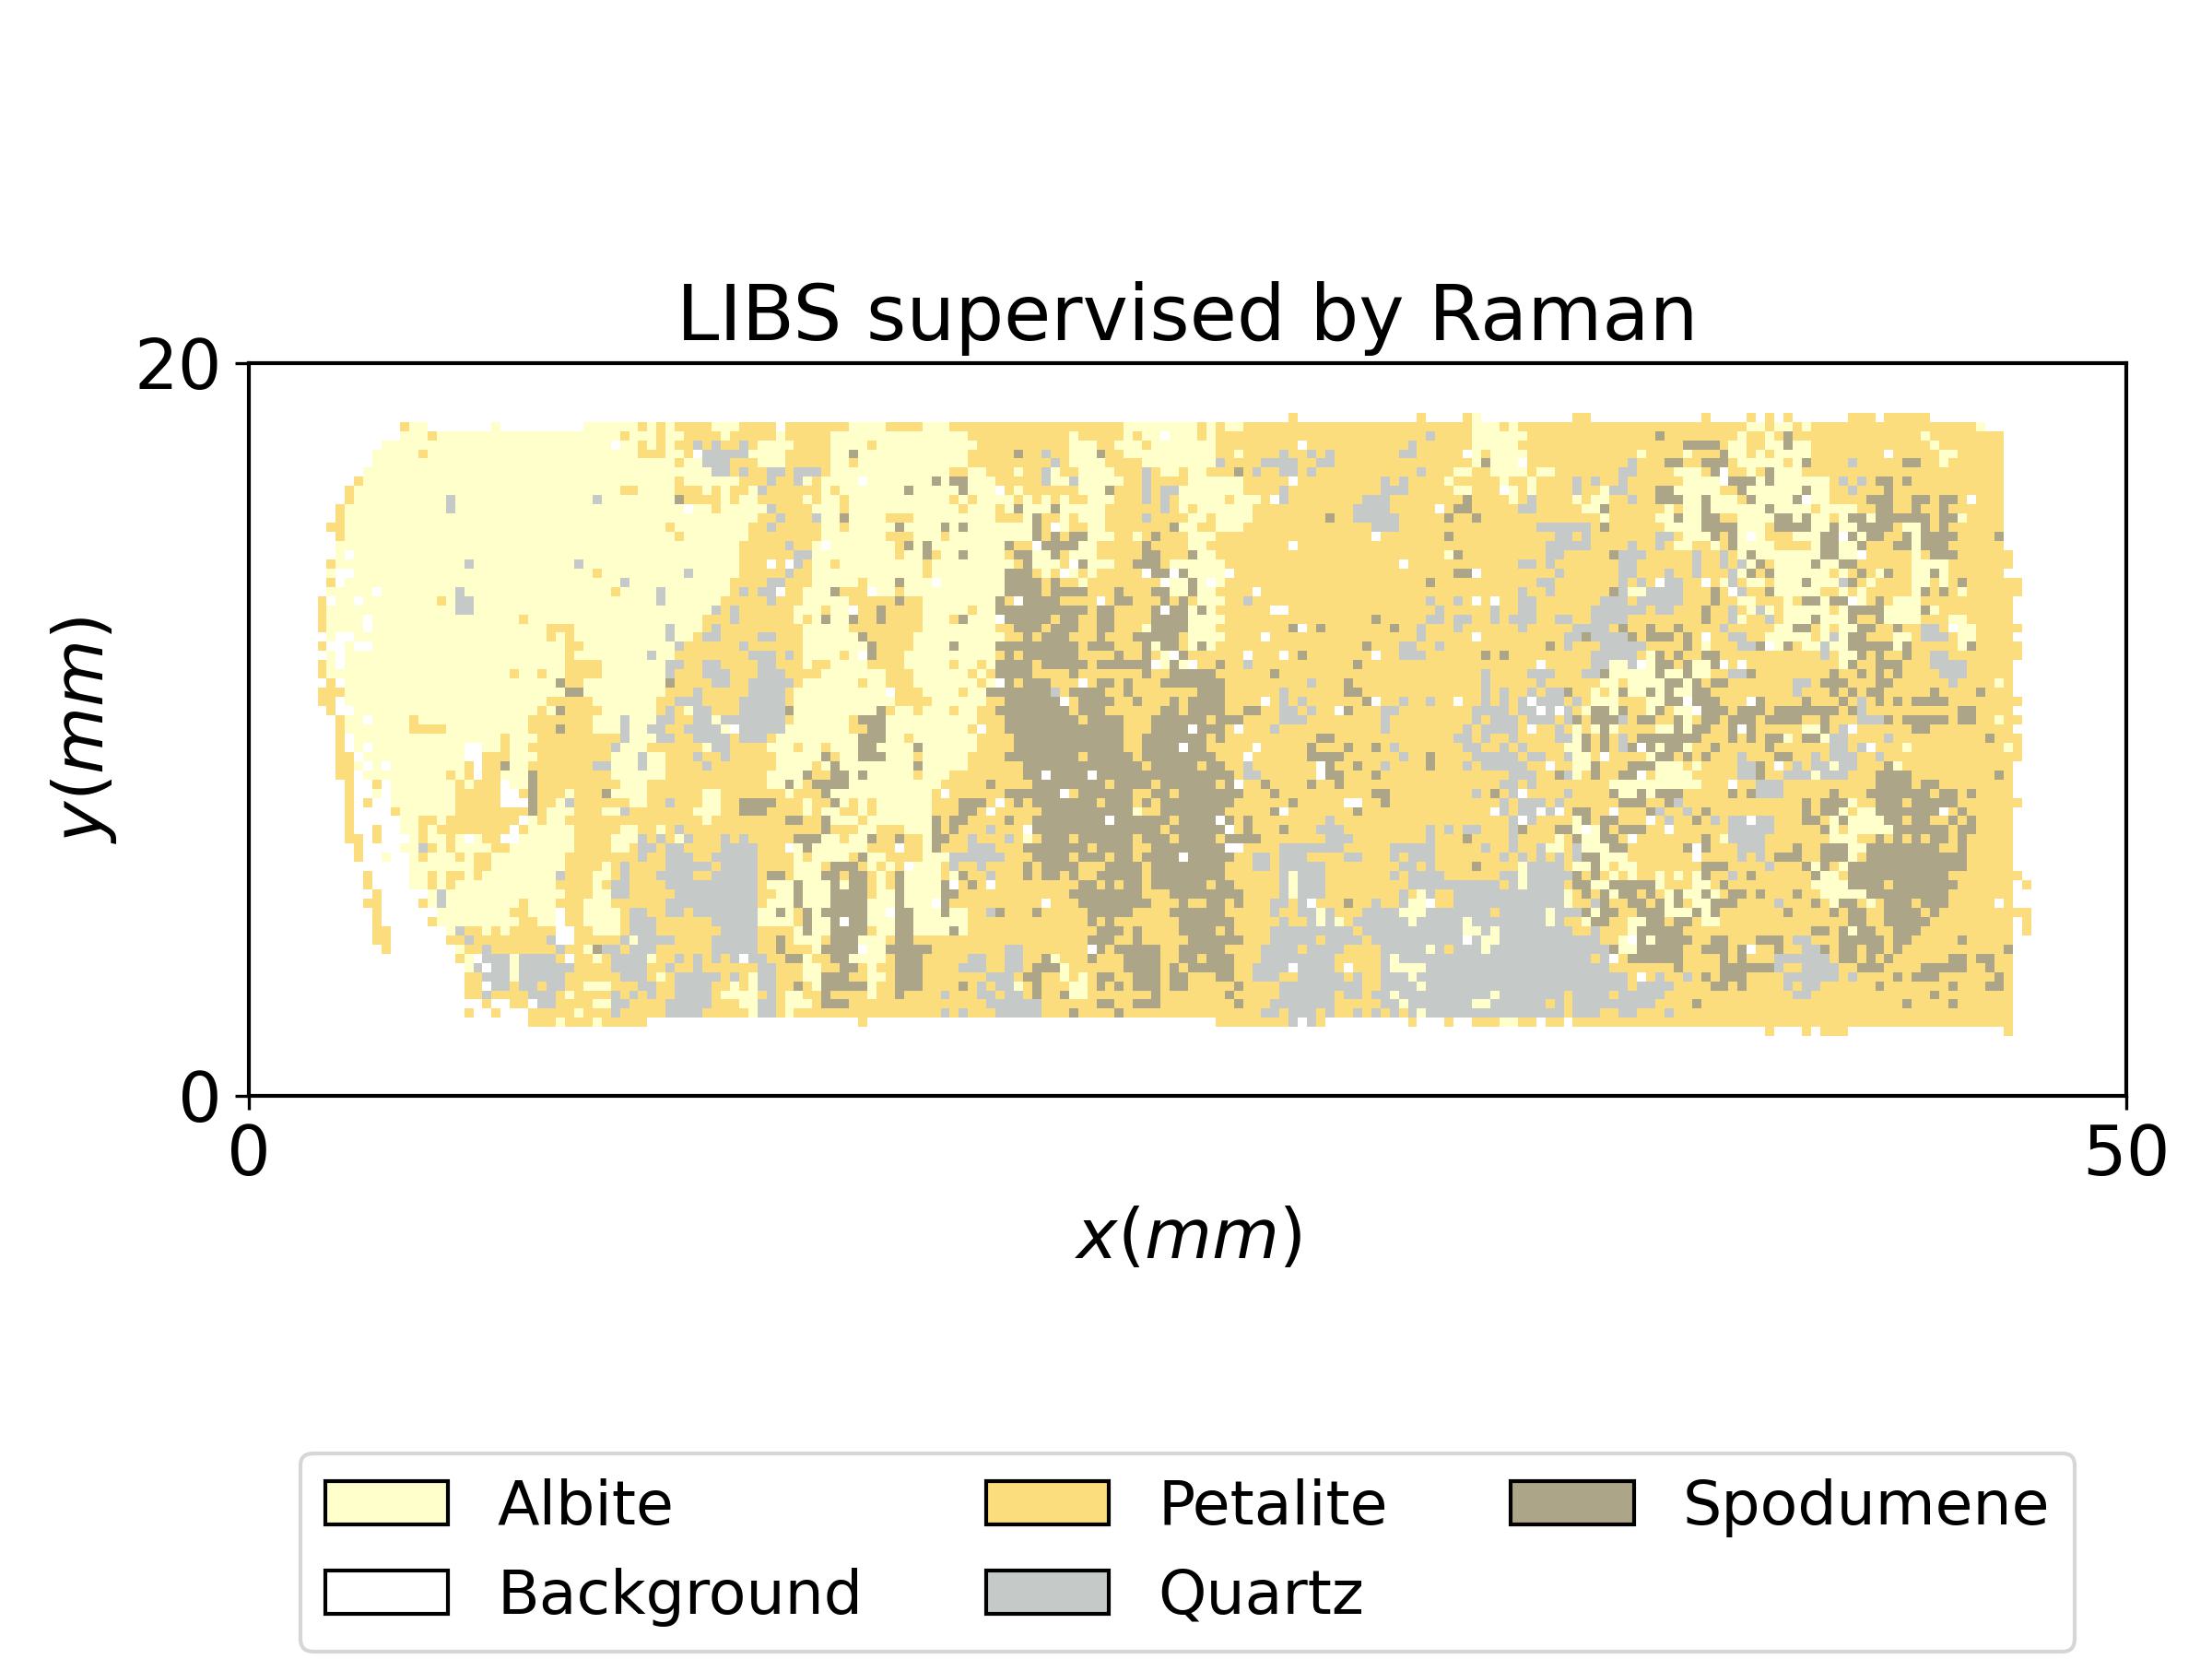 LIBS supervised by Raman
20
y(mm)
0
0
50
x(mm)
Albite
Petalite
Spodumene
Background
Quartz